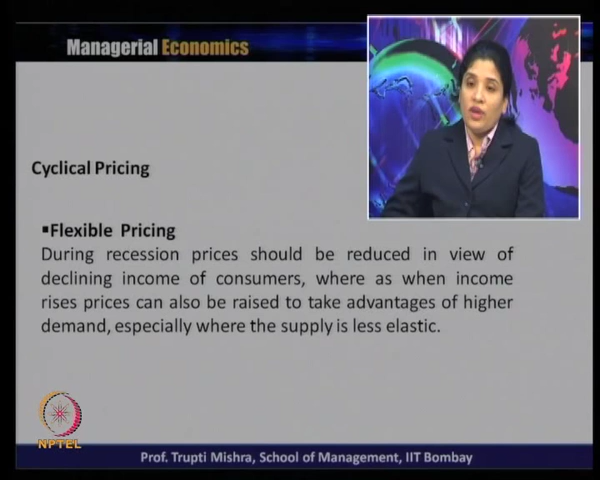 Managerial Economics
Cyclical Pricing
▪Flexible Pricing
During recession prices should be reduced in view of
declining income of consumers, where as when income
rises prices can also be raised to take advantages of higher
demand, especially where the supply is less elastic.
NPTEL
Prof. Trupti Mishra, School of Management, IIT Bombay